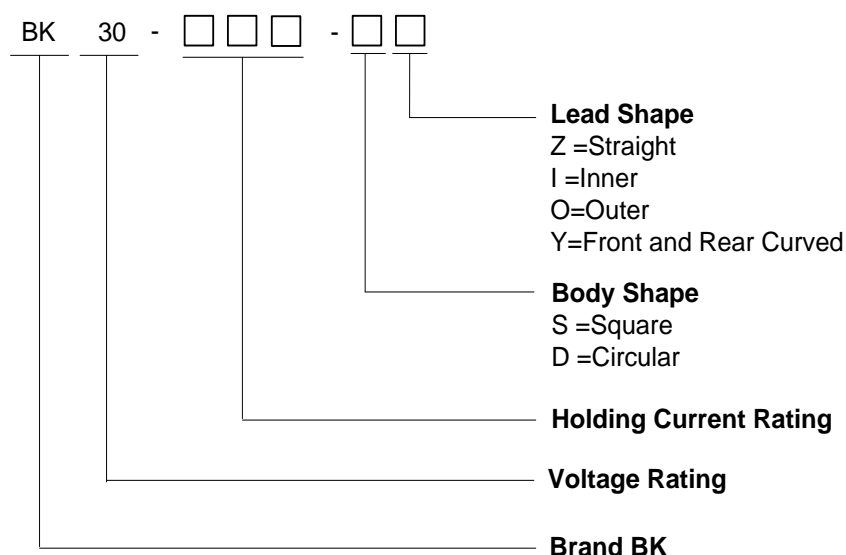 BK 30 - □□□ - □□
Lead Shape
Z =Straight
I =Inner
O=Outer
Y=Front and Rear Curved
Body Shape
S =Square
D =Circular
Holding Current Rating
Voltage Rating
Brand BK